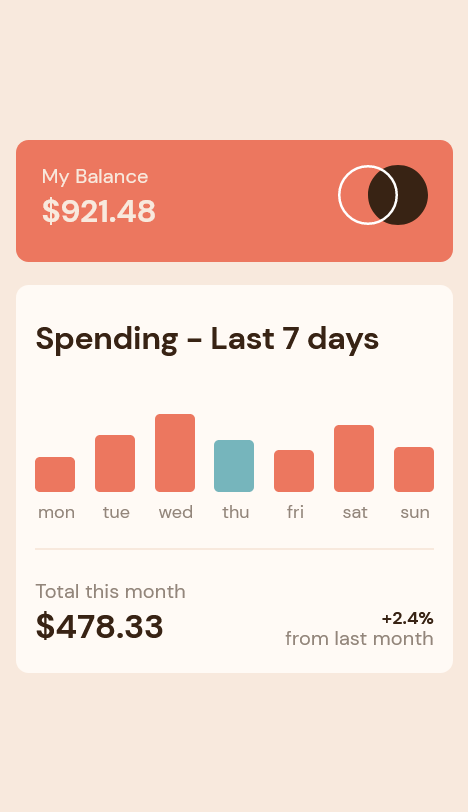 My Balance
$921.48
Spending - Last 7 days
mon tue wed thu fri sat sun
Total this month
$478.33
+2.4%
from last month